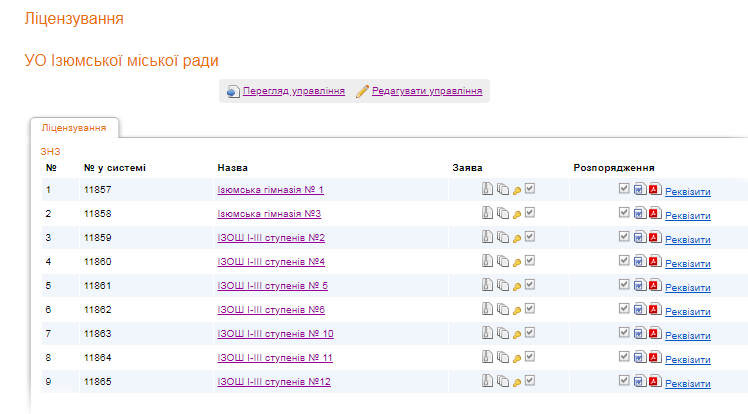 Ліцензування
УО Ізюмської міської ради
Перегляд управління Редагувати управління
Ліцензування
ЗНЗ
№ № у системі Назва Заява Розпорядження
1 11857 Ізюмська гімназія № 1 Реквізити
2 11858 Ізюмська гімназія №3 Реквізити
3 11859 ІЗОШ І-ІІІ ступенів №2 Реквізити
4 11860 ІЗОШ І-ІІІ ступенів №4 Реквізити
5 11861 ІЗОШ І-ІІІ ступенів № 5 Реквізити
6 11862 ІЗОШ І-ІІІ ступенів №6 Реквізити
7 11863 ІЗОШ І-ІІІ ступенів № 10 Реквізити
8 11864 ІЗОШ І-ІІІ ступенів № 11 Реквізити
9 11865 ІЗОШ І-ІІІ ступенів №12 Реквізити